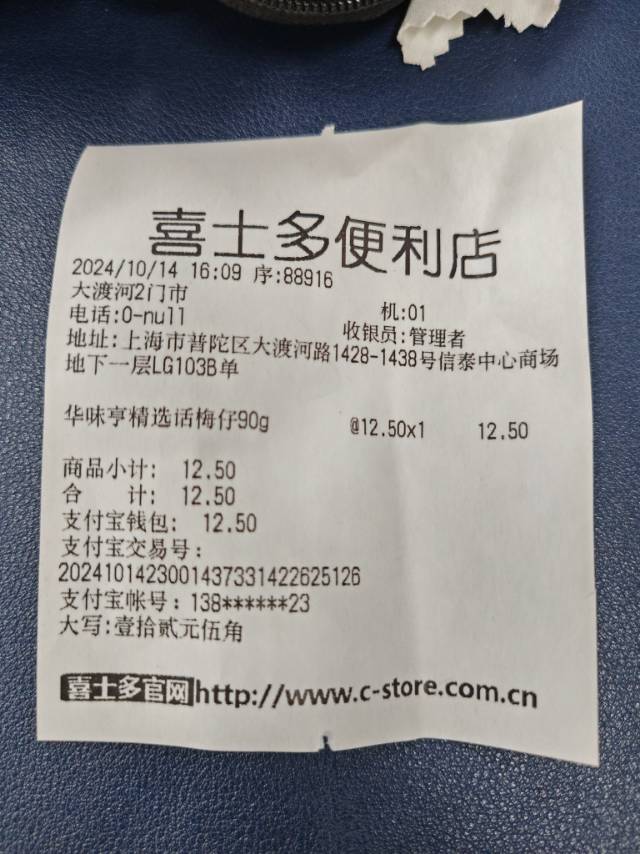 喜士多便利店
2024/10/14 16:09 序:88916
大渡河2门市 机:01
电话:0-null 收银员:管理者
地址:上海市普陀区大渡河路1428-1438号信泰中心商场
地下一层LG103B单
华味亨精选话梅仔90g @12.50x1 12.50
商品小计: 12.50
合 计: 12.50
支付宝钱包: 12.50
支付宝交易号:
2024101423001437331422625126
支付宝帐号:138******23
大写:壹拾贰元伍角
喜士多官网http://www.c-store.com.cn